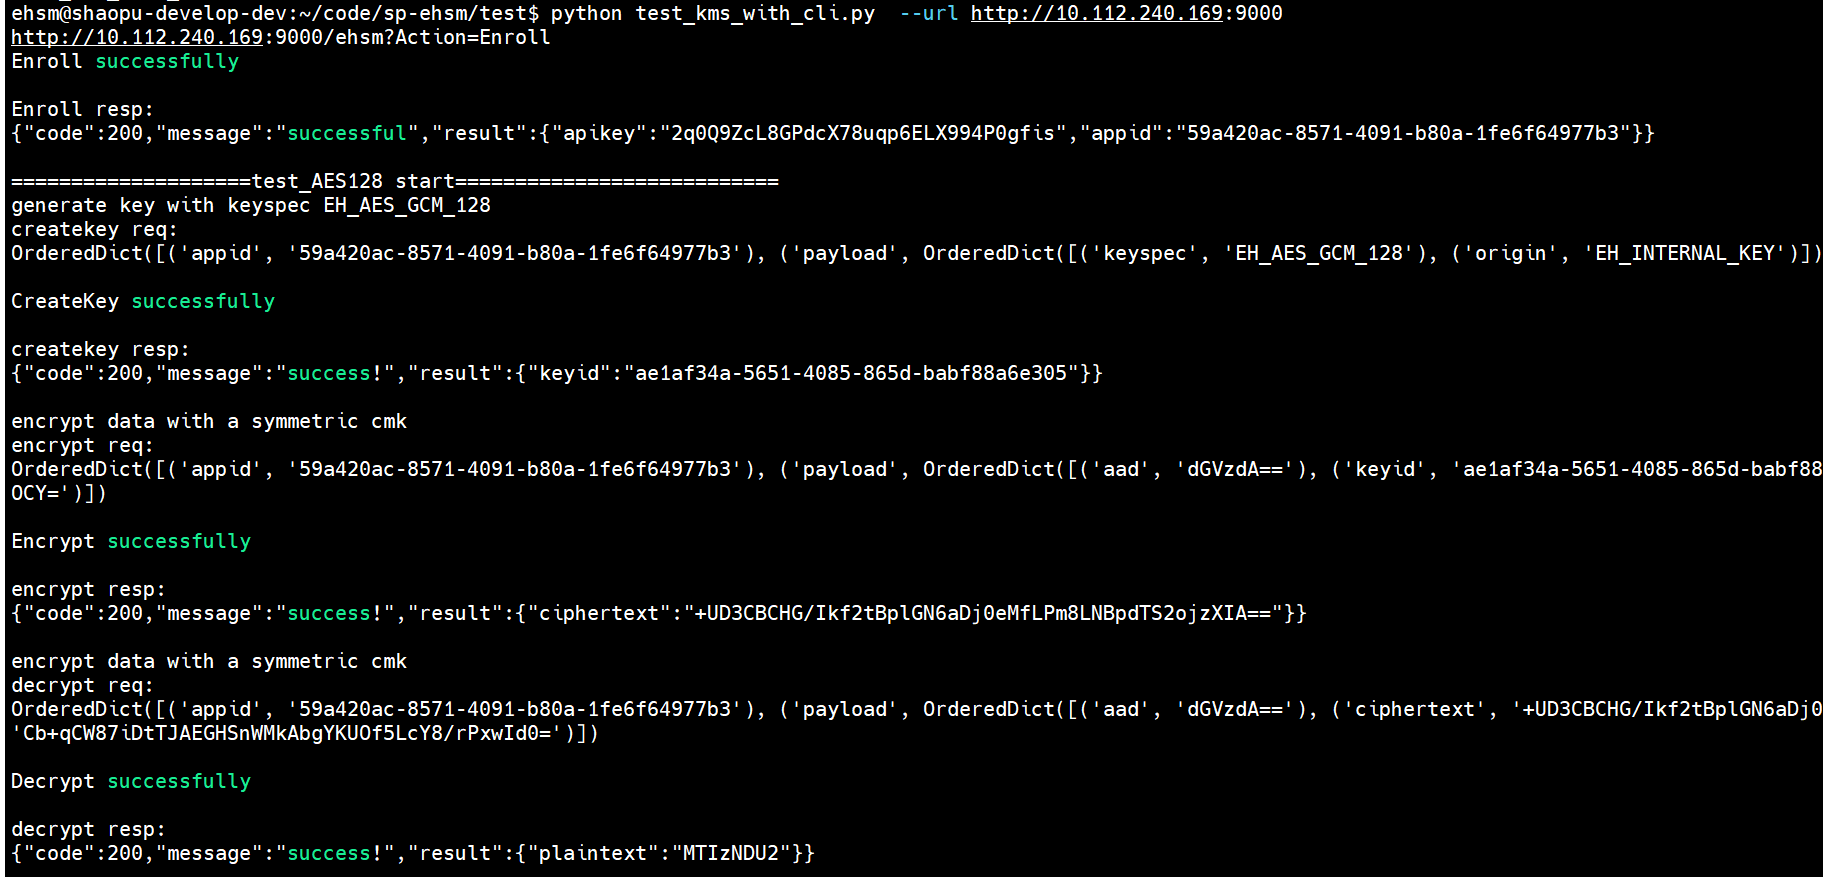 ehsm@shaopu-develop-dev:~/code/sp-ehsm/test$ python test_kms_with_cli.py  --url http://10.112.240.169:9000
http://10.112.240.169:9000/ehsm?Action=Enroll
Enroll successfully
Enroll resp:
{"code":200,"message":"successful","result":{"apikey":"2q0Q9ZcL8GPdcX78uqp6ELX994P0gfis","appid":"59a420ac-8571-4091-b80a-1fe6f64977b3"}}
====================test_AES128 start===========================
generate key with keyspec EH_AES_GCM_128
createkey req:
OrderedDict([('appid', '59a420ac-8571-4091-b80a-1fe6f64977b3'), ('payload', OrderedDict([('keyspec', 'EH_AES_GCM_128'), ('origin', 'EH_INTERNAL_KEY')])
CreateKey successfully
createkey resp:
{"code":200,"message":"success!","result":{"keyid":"ae1af34a-5651-4085-865d-babf88a6e305"}}
encrypt data with a symmetric cmk
encrypt req:
OrderedDict([('appid', '59a420ac-8571-4091-b80a-1fe6f64977b3'), ('payload', OrderedDict([('aad', 'dGVzdA=='), ('keyid', 'ae1af34a-5651-4085-865d-babf88
OCY=')])
Encrypt successfully
encrypt resp:
{"code":200,"message":"success!","result":{"ciphertext":"+UD3CBCHG/Ikf2tBplGN6aDj0eMfLPm8LNBpdTS2ojzXIA=="}}
encrypt data with a symmetric cmk
decrypt req:
OrderedDict([('appid', '59a420ac-8571-4091-b80a-1fe6f64977b3'), ('payload', OrderedDict([('aad', 'dGVzdA=='), ('ciphertext', '+UD3CBCHG/Ikf2tBplGN6aDj0
'Cb+qCW87iDtTJAEGHSnWMkAbgYKUOf5LcY8/rPxwId0=')])
Decrypt successfully
decrypt resp:
{"code":200,"message":"success!","result":{"plaintext":"MTIzNDU2"}}